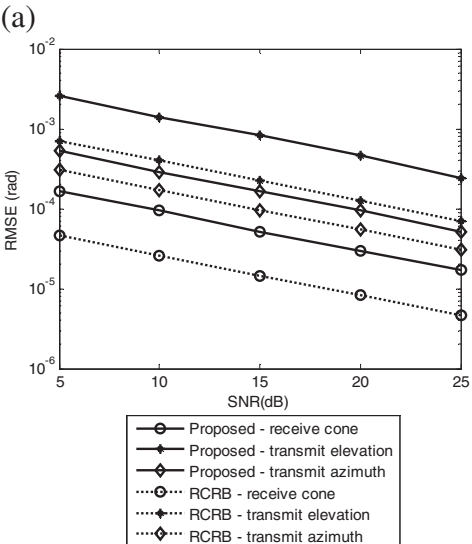 (a)
10^-2
10^-3
10^-4
10^-5
10^-6
RMSE (rad)
5 10 15 20 25
SNR(dB)
Proposed - receive cone
Proposed - transmit elevation
Proposed - transmit azimuth
RCRB - receive cone
RCRB - transmit elevation
RCRB - transmit azimuth